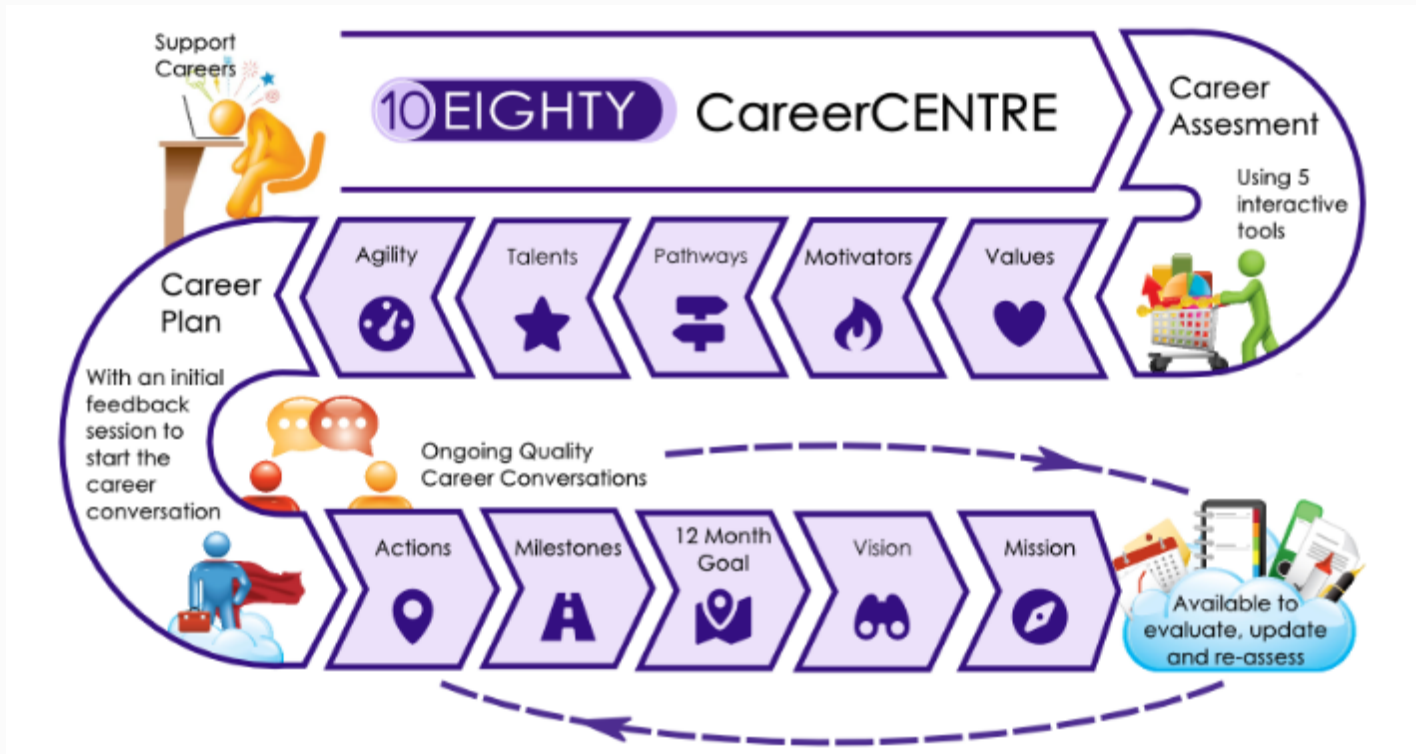 Support
Careers
10EIGHTY CareerCENTRE
Career
Assesment
Using 5
interactive
tools
Values
Motivators
Pathways
Talents
Agility
Career
Plan
With an initial
feedback
session to
start the
career
conversation
Ongoing Quality
Career Conversations
Actions
Milestones
12 Month
Goal
Vision
Mission
Available to
evaluate, update
and re-assess